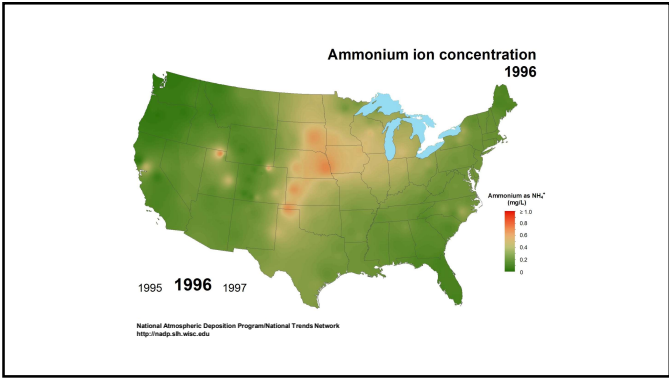 Ammonium ion concentration
1996
Ammonium as NH₄⁺
(mg/L)
≥ 1.0
0.8
0.6
0.4
0.2
0
1995 1996 1997
National Atmospheric Deposition Program/National Trends Network
http://nadp.slh.wisc.edu